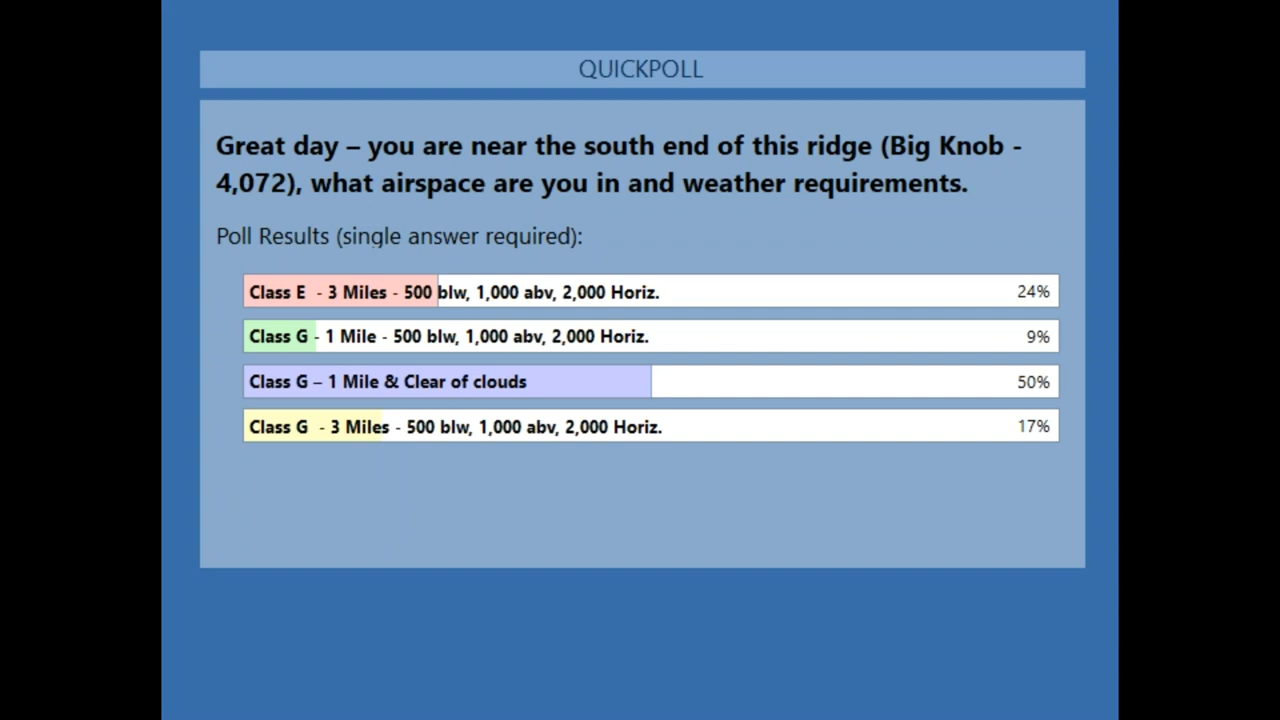 QUICKPOLL
Great day – you are near the south end of this ridge (Big Knob -
4,072), what airspace are you in and weather requirements.
Poll Results (single answer required):
Class E  - 3 Miles - 500 blw, 1,000 abv, 2,000 Horiz. 24%
Class G - 1 Mile - 500 blw, 1,000 abv, 2,000 Horiz. 9%
Class G – 1 Mile & Clear of clouds 50%
Class G  - 3 Miles - 500 blw, 1,000 abv, 2,000 Horiz. 17%